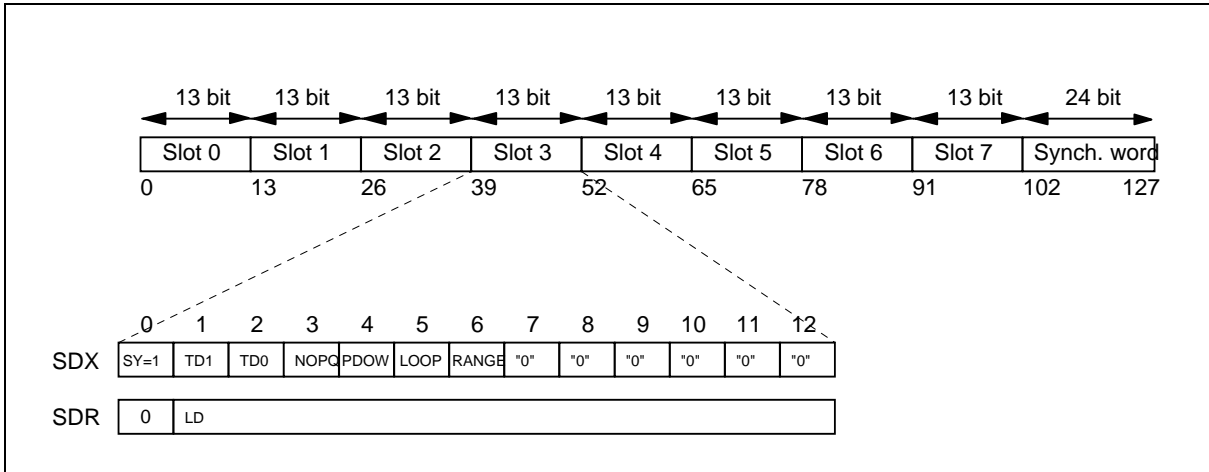 13 bit 13 bit 13 bit 13 bit 13 bit 13 bit 13 bit 13 bit 24 bit
Slot 0 Slot 1 Slot 2 Slot 3 Slot 4 Slot 5 Slot 6 Slot 7 Synch. word
0 13 26 39 52 65 78 91 102 127
0 1 2 3 4 5 6 7 8 9 10 11 12
SDX SY=1 TD1 TD0 NOPQ PDOW LOOP RANGE "0" "0" "0" "0" "0" "0"
SDR 0 LD